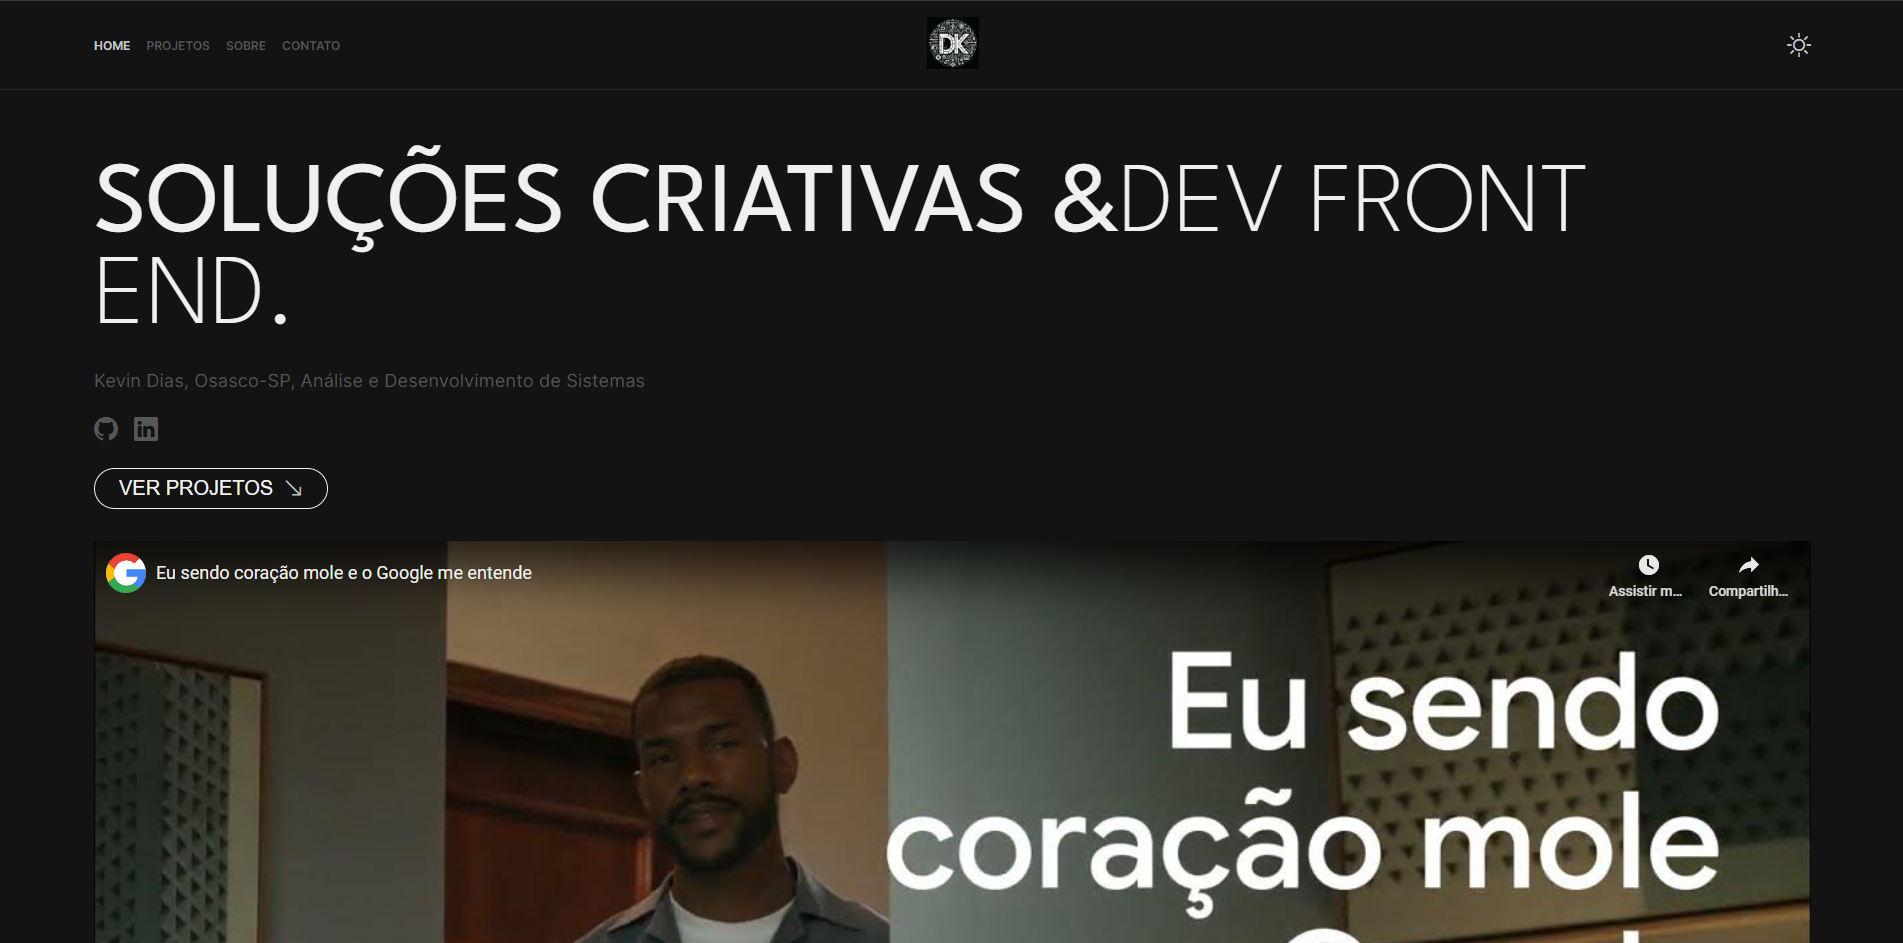 HOME PROJETOS SOBRE CONTATO
DK
SOLUÇÕES CRIATIVAS &DEV FRONT
END.
Kevin Dias, Osasco-SP, Análise e Desenvolvimento de Sistemas
in
VER PROJETOS
G Eu sendo coração mole e o Google me entende
Assistir m... Compartilh...
Eu sendo
coração mole